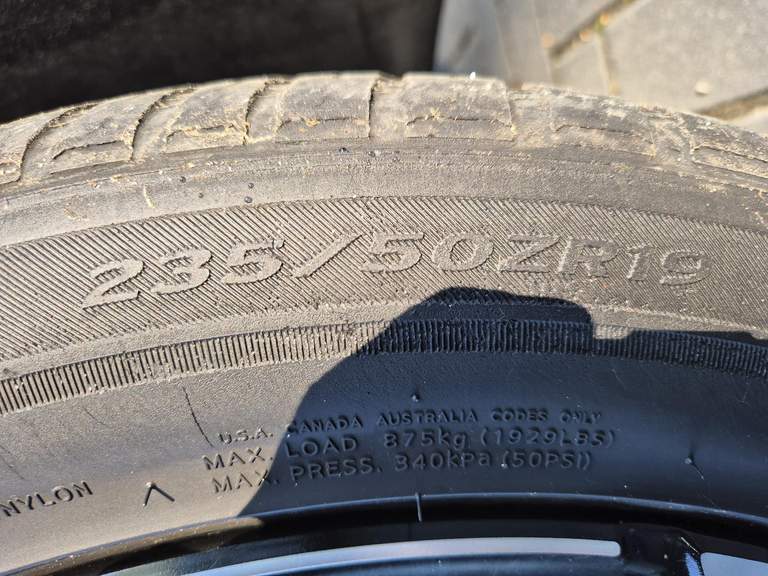 235/50ZR19
U.S.A. CANADA AUSTRALIA CODES ONLY
MAX. LOAD 875kg (1929LBS)
MAX. PRESS. 340kPa (50PSI)
NYLON